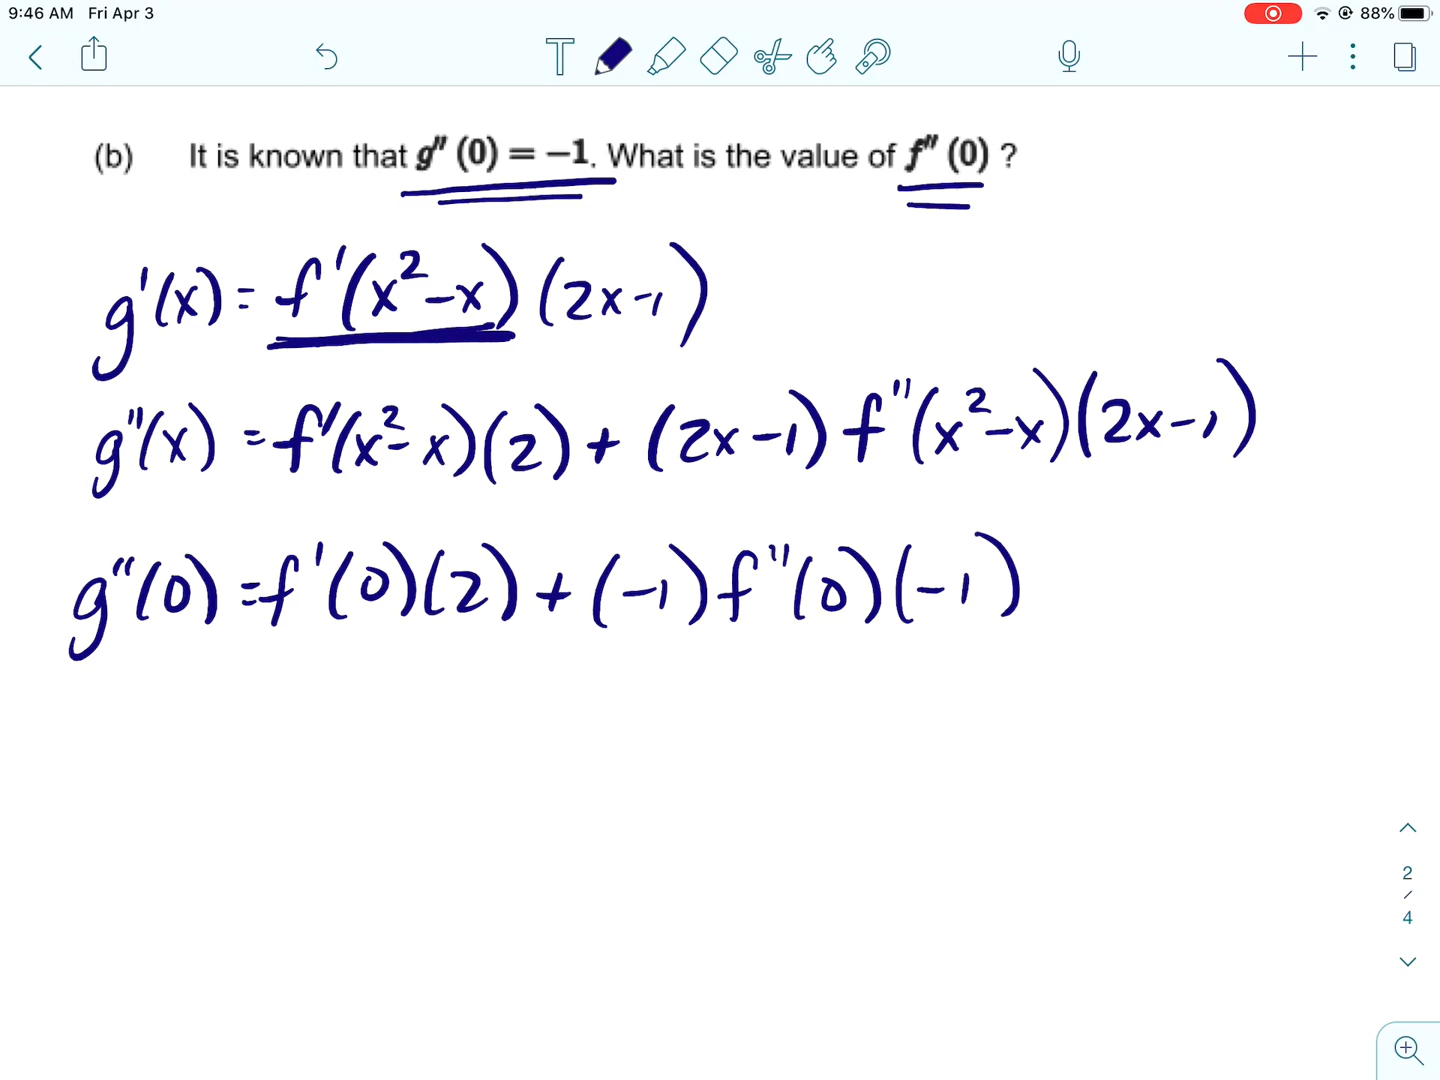 9:46 AM Fri Apr 3 88%
T
(b) It is known that g″ (0) = −1. What is the value of f″ (0) ?
g'(x) = f'(x²-x)(2x-1)
g"(x) = f'(x²-x)(2) + (2x-1) f"(x²-x)(2x-1)
g"(0) = f'(0)(2) + (-1) f"(0)(-1)
2
/
4